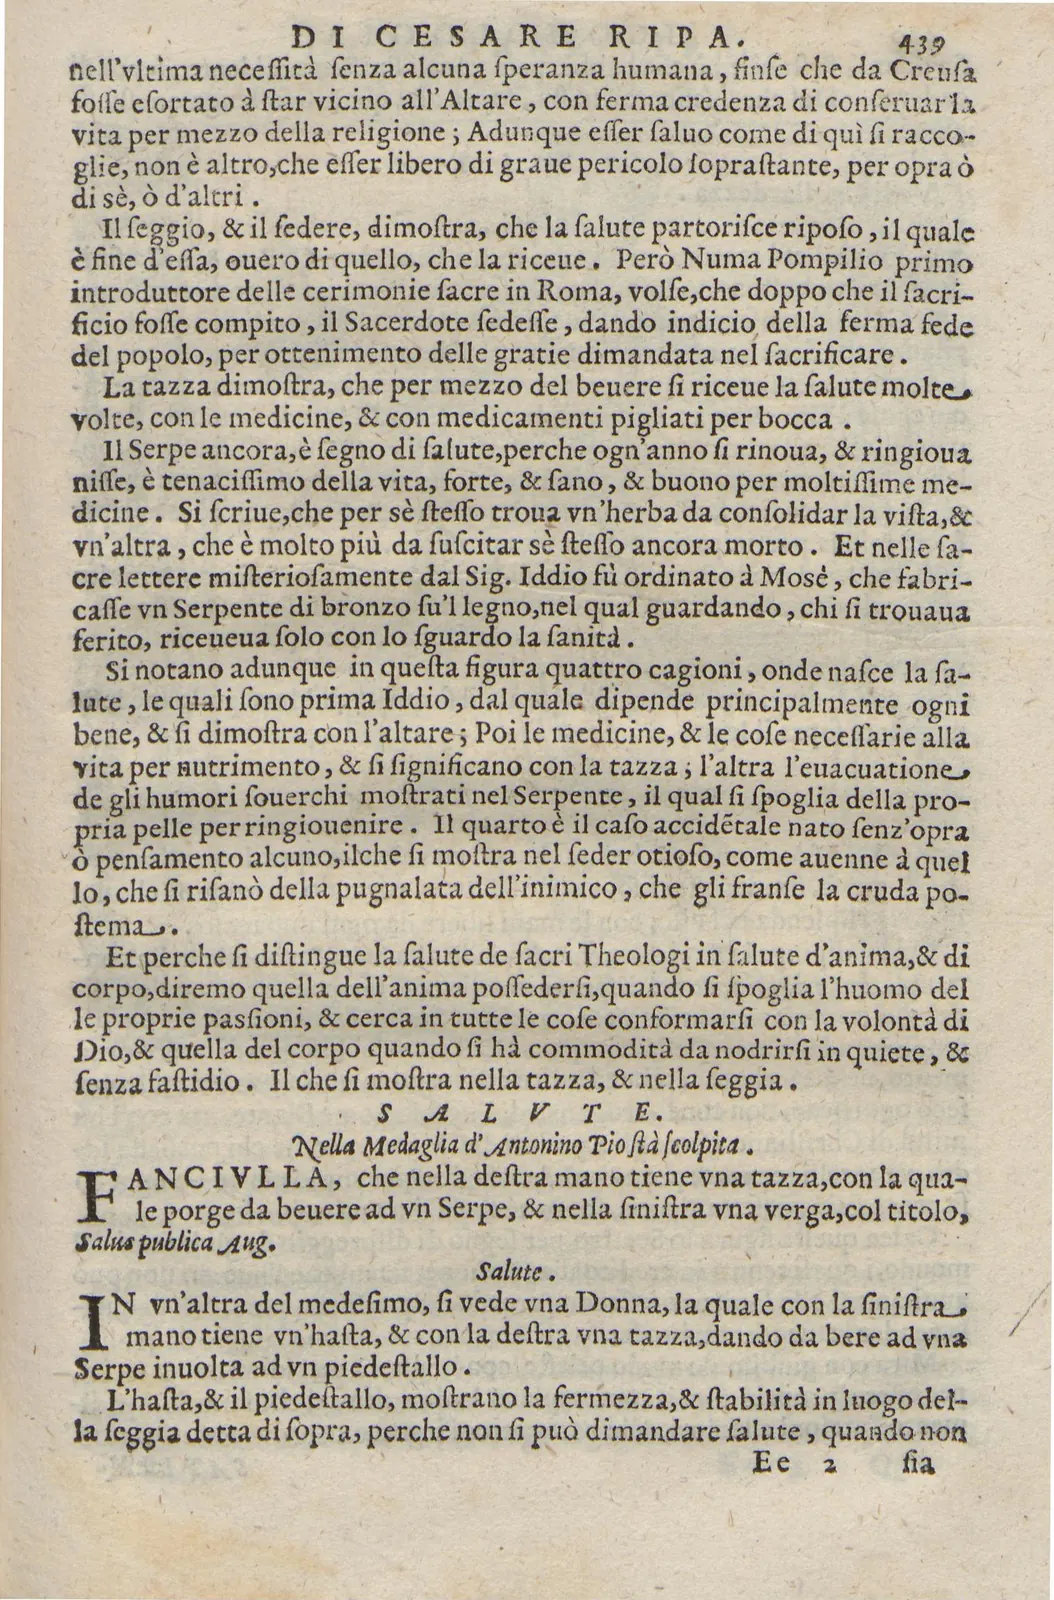 DI CESARE RIPA. 439
nell'vltima necessità senza alcuna speranza humana, finse che da Creusa
fosse esortato à star vicino all'Altare, con ferma credenza di conseruar la
vita per mezzo della religione; Adunque esser saluo come di quì si racco-
glie, non è altro,che esser libero di graue pericolo soprastante, per opra ò
di sè, ò d'altri.
Il seggio, & il sedere, dimostra, che la salute partorisce riposo, il quale
è fine d'essa, ouero di quello, che la riceue. Però Numa Pompilio primo
introduttore delle cerimonie sacre in Roma, volse,che doppo che il sacri-
ficio fosse compito, il Sacerdote sedesse, dando indicio della ferma fede
del popolo, per ottenimento delle gratie dimandata nel sacrificare.
La tazza dimostra, che per mezzo del beuere si riceue la salute molte
volte, con le medicine, & con medicamenti pigliati per bocca.
Il Serpe ancora,è segno di salute,perche ogn'anno si rinoua, & ringioua
nisse, è tenacissimo della vita, forte, & sano, & buono per moltissime me-
dicine. Si scriue,che per sè stesso troua vn'herba da consolidar la vista,&
vn'altra, che è molto più da suscitar sè stesso ancora morto. Et nelle sa-
cre lettere misteriosamente dal Sig. Iddio fù ordinato à Mosè, che fabri-
casse vn Serpente di bronzo su'l legno,nel qual guardando, chi si trouaua
ferito, riceueua solo con lo sguardo la sanità.
Si notano adunque in questa figura quattro cagioni, onde nasce la sa-
lute, le quali sono prima Iddio, dal quale dipende principalmente ogni
bene, & si dimostra con l'altare; Poi le medicine, & le cose necessarie alla
vita per nutrimento, & si significano con la tazza; l'altra l'euacuatione
de gli humori souerchi mostrati nel Serpente, il qual si spoglia della pro-
pria pelle per ringiouenire. Il quarto è il caso accidẽtale nato senz'opra
ò pensamento alcuno,ilche si mostra nel seder otioso, come auenne à quel
lo, che si risanò della pugnalata dell'inimico, che gli franse la cruda po-
stema.
Et perche si distingue la salute de sacri Theologi in salute d'anima,& di
corpo,diremo quella dell'anima possedersi,quando si spoglia l'huomo del
le proprie passioni, & cerca in tutte le cose conformarsi con la volontà di
Dio,& quella del corpo quando si hà commodità da nodrirsi in quiete, &
senza fastidio. Il che si mostra nella tazza, & nella seggia.
SALVTE.
Nella Medaglia d'Antonino Pio stà scolpita.
FANCIVLLA, che nella destra mano tiene vna tazza,con la qua-
le porge da beuere ad vn Serpe, & nella sinistra vna verga,col titolo,
Salus publica Aug.
Salute.
IN vn'altra del medesimo, si vede vna Donna, la quale con la sinistra
mano tiene vn'hasta, & con la destra vna tazza,dando da bere ad vna
Serpe inuolta ad vn piedestallo.
L'hasta,& il piedestallo, mostrano la fermezza,& stabilità in luogo del-
la seggia detta di sopra, perche non si può dimandare salute, quando non
Ee 2 sia